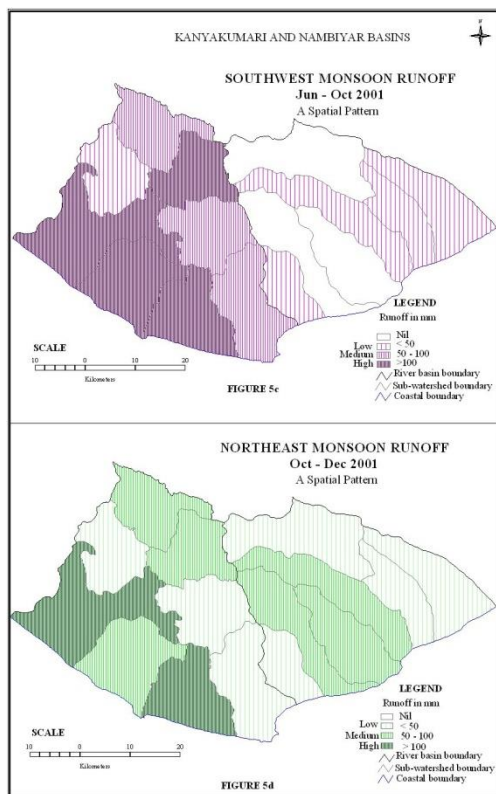 N
KANYAKUMARI AND NAMBIYAR BASINS
SOUTHWEST MONSOON RUNOFF
Jun - Oct 2001
A Spatial Pattern
LEGEND
Runoff in mm
Nil
Low < 50
Medium 50 - 100
High >100
River basin boundary
Sub-watershed boundary
Coastal boundary
SCALE
10 0 10 20
Kilometers
FIGURE 5c
NORTHEAST MONSOON RUNOFF
Oct - Dec 2001
A Spatial Pattern
LEGEND
Runoff in mm
Nil
Low < 50
Medium 50 - 100
High > 100
River basin boundary
Sub-watershed boundary
Coastal boundary
SCALE
10 0 10 20
Kilometers
FIGURE 5d